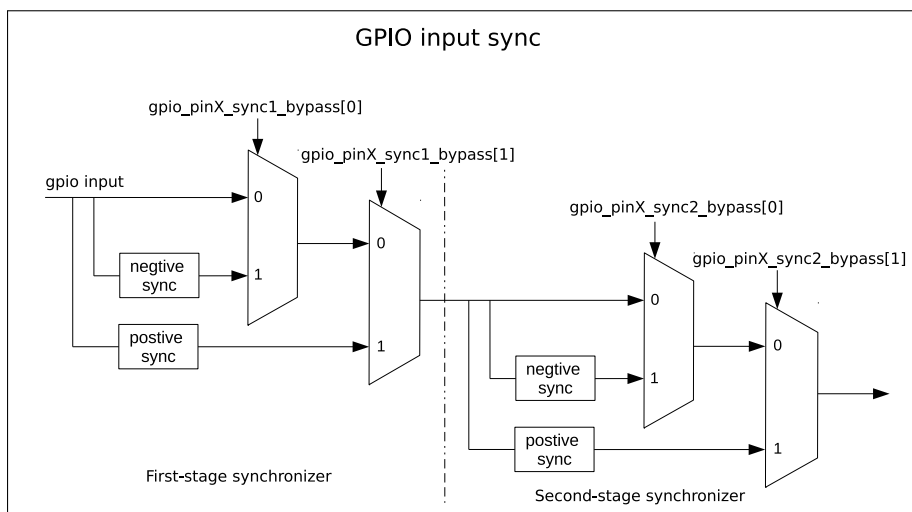 GPIO input sync
gpio_pinX_sync1_bypass[0]
gpio_pinX_sync1_bypass[1]
gpio input
0
negtive
sync
1
0
postive
sync
1
First-stage synchronizer
gpio_pinX_sync2_bypass[0]
gpio_pinX_sync2_bypass[1]
0
negtive
sync
1
0
postive
sync
1
Second-stage synchronizer